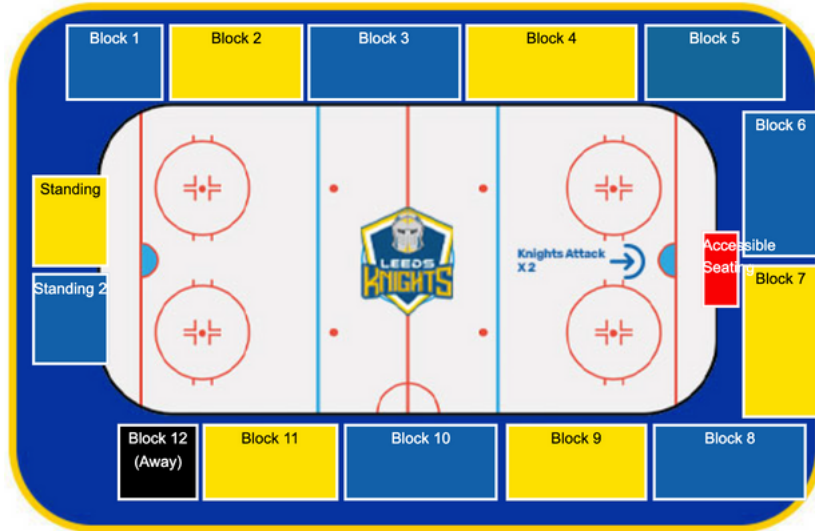 Block 1
Block 2
Block 3
Block 4
Block 5
Block 6
Standing
Accessible
Seating
Knights Attack
X 2
LEEDS
KNIGHTS
Standing 2
Block 7
Block 12
(Away)
Block 11
Block 10
Block 9
Block 8